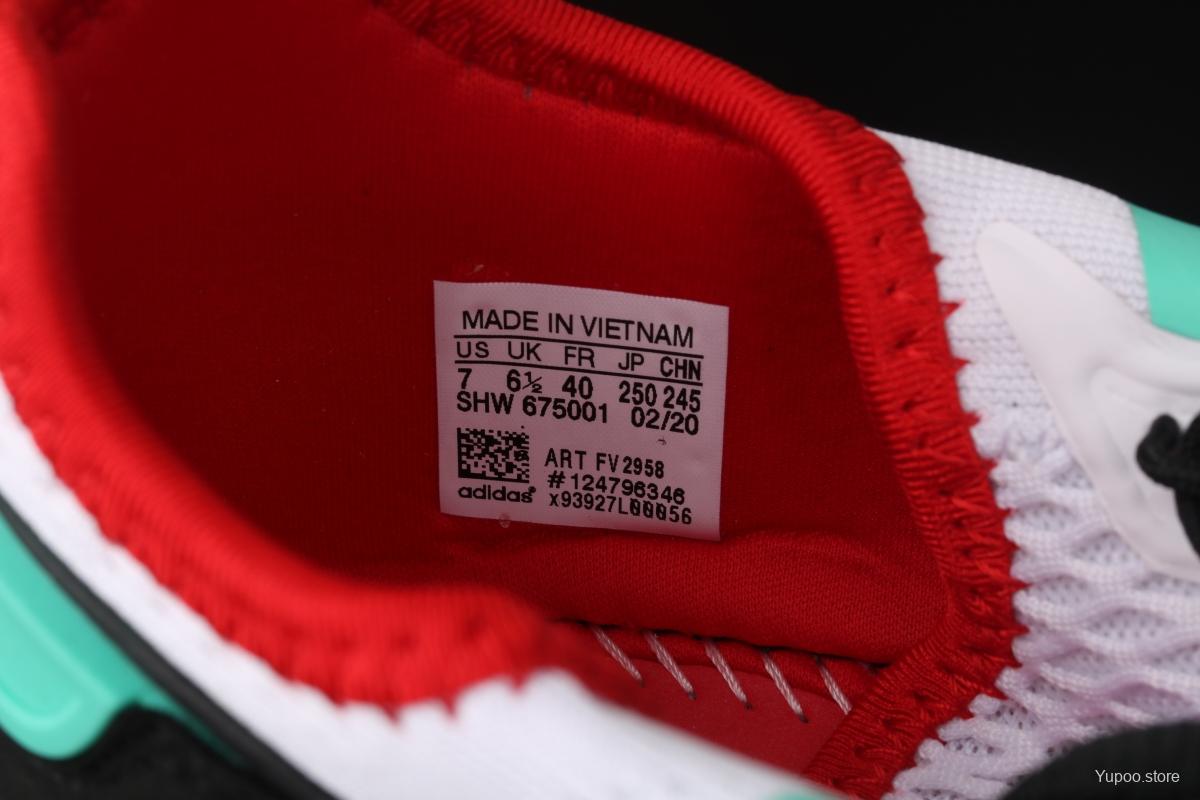 MADE IN VIETNAM
US UK FR JP CHN
7 6½ 40 250 245
SHW 675001 02/20
ART FV2958
#124796346
adidas® x93927L00056
Yupoo.store